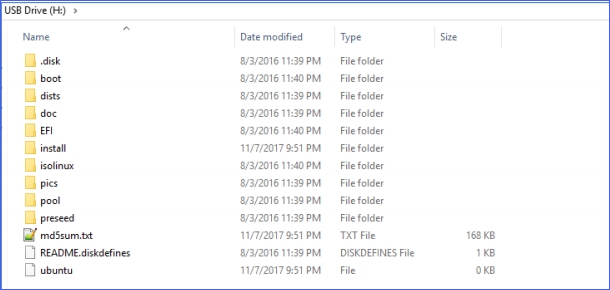 USB Drive (H:) >
Name Date modified Type Size
.disk 8/3/2016 11:39 PM File folder
boot 8/3/2016 11:40 PM File folder
dists 8/3/2016 11:39 PM File folder
doc 8/3/2016 11:39 PM File folder
EFI 8/3/2016 11:40 PM File folder
install 11/7/2017 9:51 PM File folder
isolinux 8/3/2016 11:40 PM File folder
pics 8/3/2016 11:39 PM File folder
pool 8/3/2016 11:39 PM File folder
preseed 8/3/2016 11:39 PM File folder
md5sum.txt 11/7/2017 9:51 PM TXT File 168 KB
README.diskdefines 8/3/2016 11:39 PM DISKDEFINES File 1 KB
ubuntu 11/7/2017 9:51 PM File 0 KB